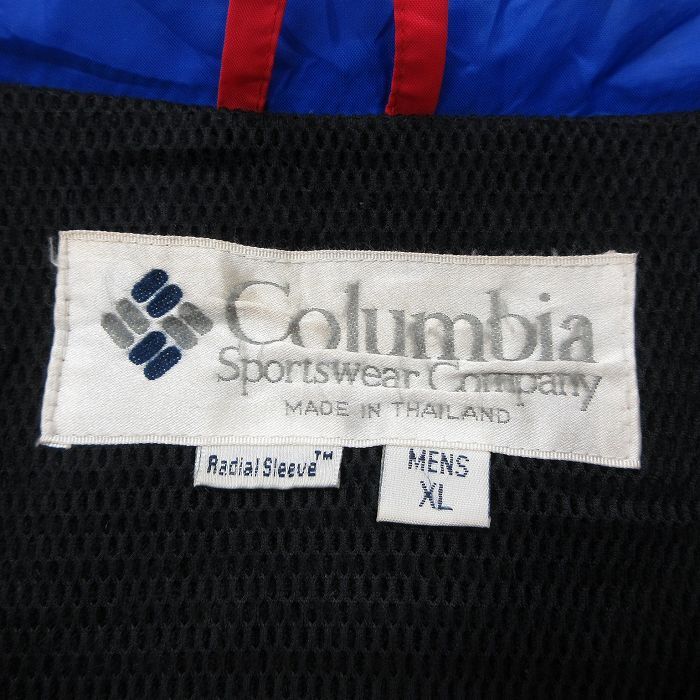 Columbia
Sportswear Company
MADE IN THAILAND
Radial Sleeve™
MENS
XL